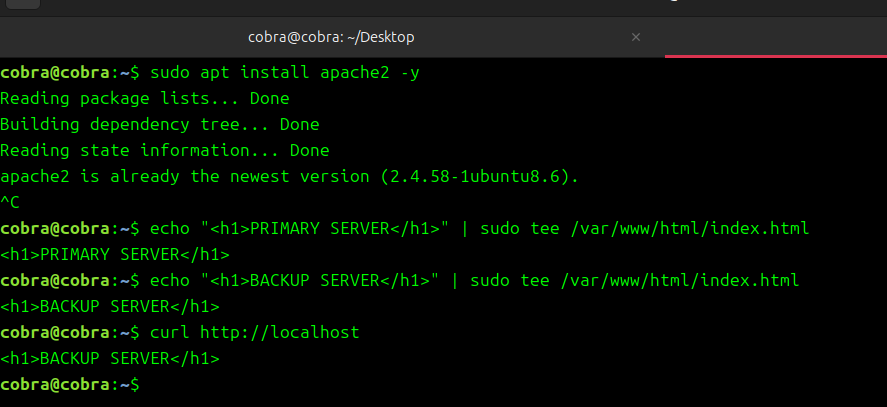 cobra@cobra: ~/Desktop ×
cobra@cobra:~$ sudo apt install apache2 -y
Reading package lists... Done
Building dependency tree... Done
Reading state information... Done
apache2 is already the newest version (2.4.58-1ubuntu8.6).
^C
cobra@cobra:~$ echo "<h1>PRIMARY SERVER</h1>" | sudo tee /var/www/html/index.html
<h1>PRIMARY SERVER</h1>
cobra@cobra:~$ echo "<h1>BACKUP SERVER</h1>" | sudo tee /var/www/html/index.html
<h1>BACKUP SERVER</h1>
cobra@cobra:~$ curl http://localhost
<h1>BACKUP SERVER</h1>
cobra@cobra:~$